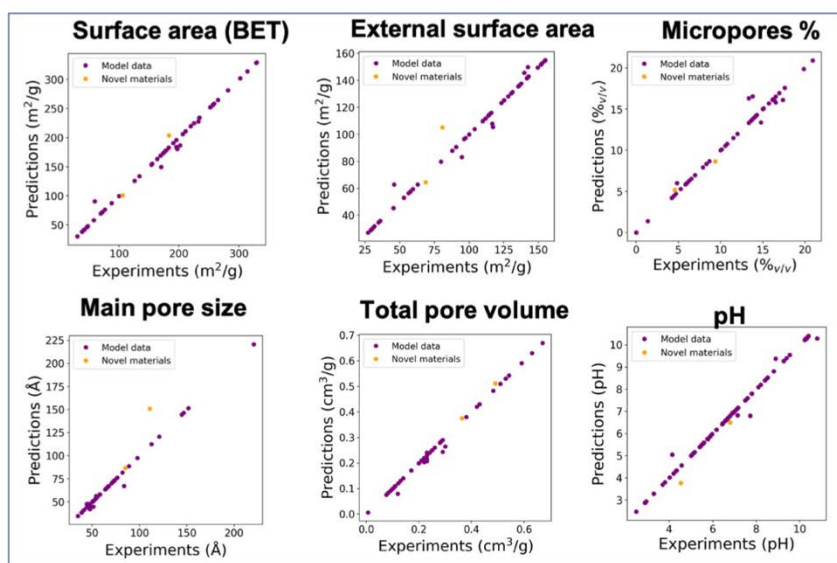 Surface area (BET)
External surface area
Micropores %
Model data
Novel materials
Predictions (m²/g)
300
250
200
150
100
50
100
200
300
Experiments (m²/g)
Model data
Novel materials
Predictions (m²/g)
160
140
120
100
80
60
40
25
50
75
100
125
150
Experiments (m²/g)
Model data
Novel materials
Predictions (%v/v)
20
15
10
5
0
0
5
10
15
20
Experiments (%v/v)
Main pore size
Total pore volume
pH
Model data
Novel materials
Predictions (Å)
225
200
175
150
125
100
75
50
50
100
150
200
Experiments (Å)
Model data
Novel materials
Predictions (cm³/g)
0.7
0.6
0.5
0.4
0.3
0.2
0.1
0.0
0.0
0.2
0.4
0.6
Experiments (cm³/g)
Model data
Novel materials
Predictions (pH)
10
9
8
7
6
5
4
3
4
6
8
10
Experiments (pH)